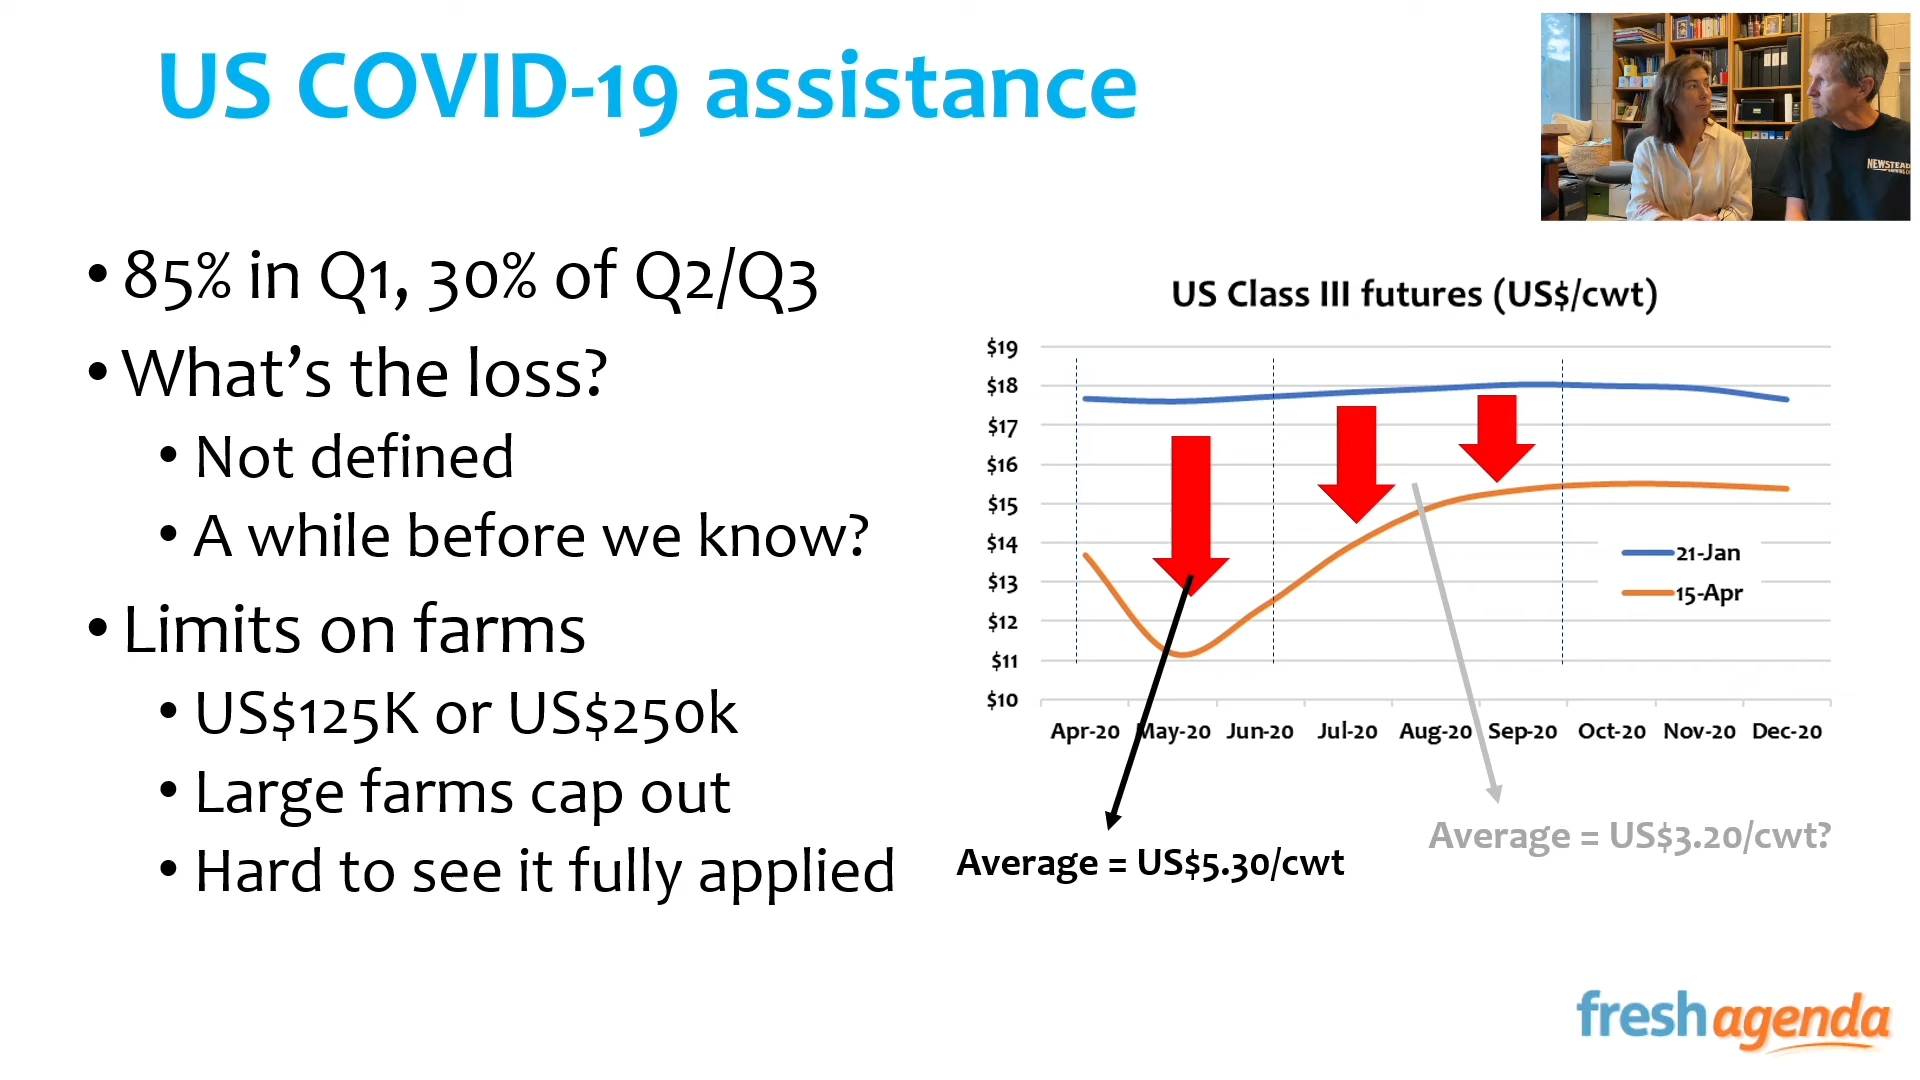 US COVID-19 assistance
NEWSTEAD
• 85% in Q1, 30% of Q2/Q3
• What's the loss?
• Not defined
• A while before we know?
• Limits on farms
• US$125K or US$250k
• Large farms cap out
• Hard to see it fully applied
US Class III futures (US$/cwt)
$19
$18
$17
$16
$15
$14
$13
$12
$11
$10
21-Jan
15-Apr
Apr-20 May-20 Jun-20 Jul-20 Aug-20 Sep-20 Oct-20 Nov-20 Dec-20
Average = US$5.30/cwt
Average = US$3.20/cwt?
fresh agenda